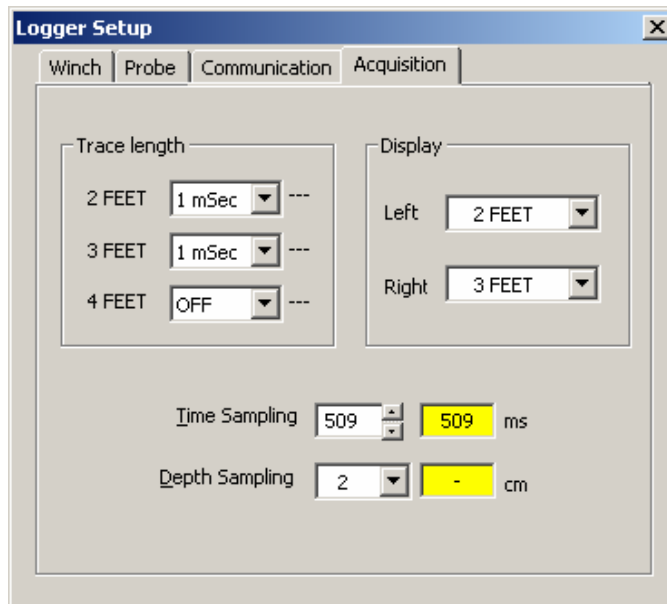 Logger Setup
Winch Probe Communication Acquisition
Trace length
2 FEET 1 mSec ---
3 FEET 1 mSec ---
4 FEET OFF ---
Display
Left 2 FEET
Right 3 FEET
Time Sampling 509 509 ms
Depth Sampling 2 - cm